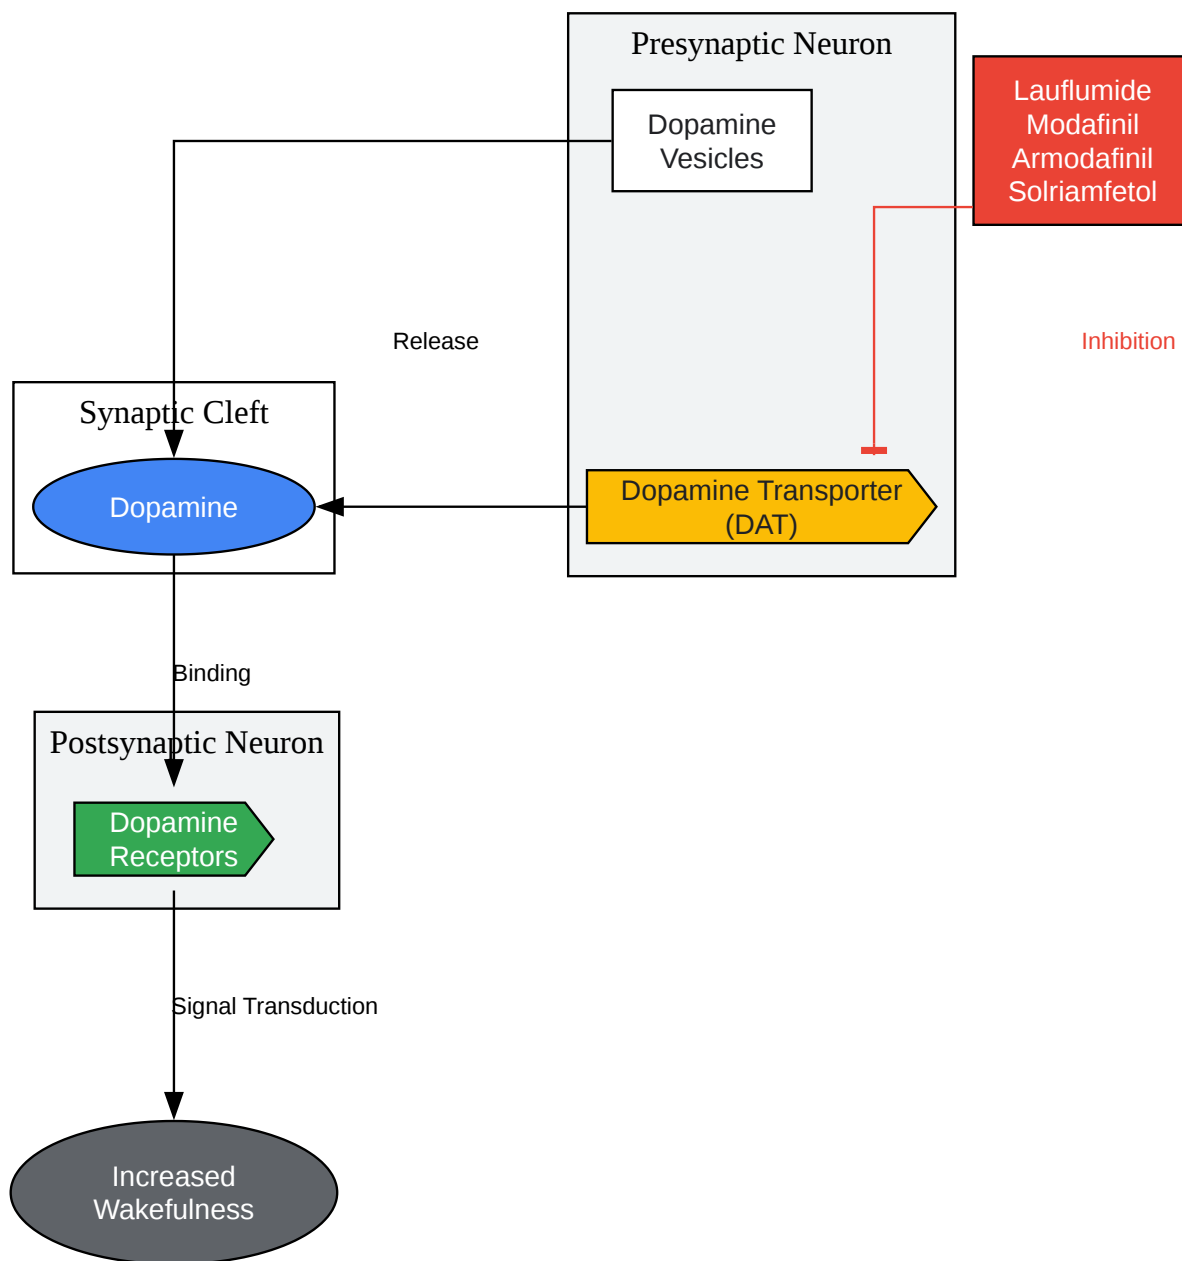 Presynaptic Neuron
Dopamine
Vesicles
Lauflumide
Modafinil
Armodafinil
Solriamfetol
Release
Inhibition
Synaptic Cleft
Dopamine
Dopamine Transporter
(DAT)
Binding
Postsynaptic Neuron
Dopamine
Receptors
Signal Transduction
Increased
Wakefulness